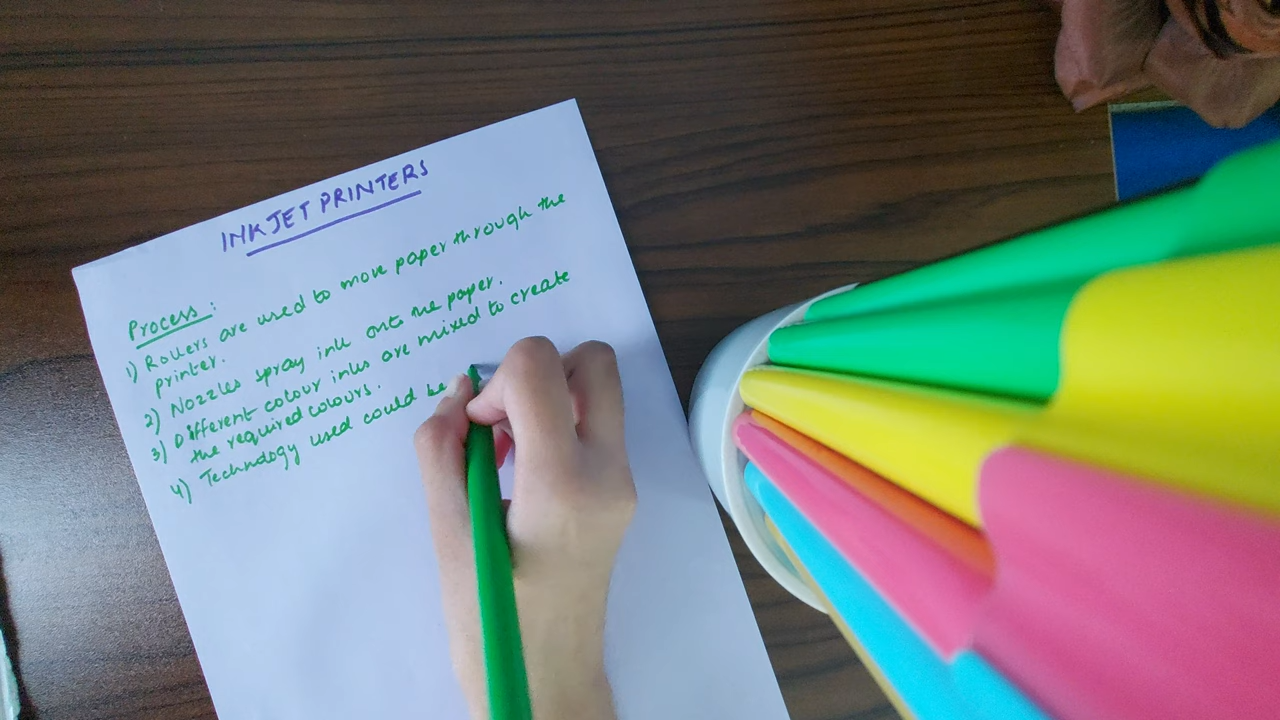 INKJET PRINTERS
Process :
1) Rollers are used to move paper through the
printer.
2) Nozzles spray ink onto the paper.
3) Different colour inks are mixed to create
the required colours.
4) Technology used could be